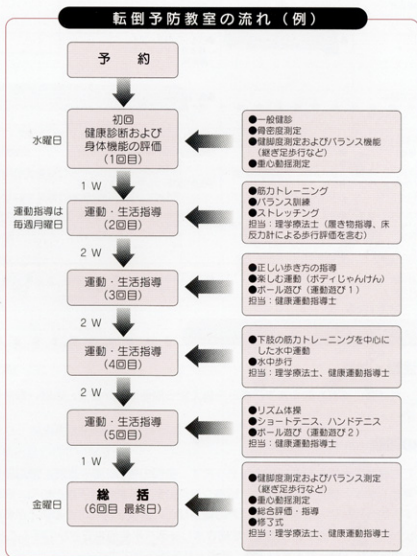 転倒予防教室の流れ（例）
予　約
水曜日
初回
健康診断および
身体機能の評価
（1回目）
●一般健診
●骨密度測定
●健脚度測定およびバランス機能
（継ぎ足歩行など）
●重心動揺測定
1 W
運動指導は
毎週月曜日
運動・生活指導
（2回目）
●筋力トレーニング
●バランス訓練
●ストレッチング
担当：理学療法士（履き物指導、床
反力計による歩行評価を含む）
2 W
運動・生活指導
（3回目）
●正しい歩き方の指導
●楽しむ運動（ボディじゃんけん）
●ボール遊び（運動遊び１）
担当：健康運動指導士
2 W
運動・生活指導
（4回目）
●下肢の筋力トレーニングを中心に
した水中運動
●水中歩行
担当：理学療法士、健康運動指導士
2 W
運動・生活指導
（5回目）
●リズム体操
●ショートテニス、ハンドテニス
●ボール遊び（運動遊び２）
担当：健康運動指導士
1 W
金曜日
総　括
（6回目 最終日）
●健脚度測定およびバランス測定
（継ぎ足歩行など）
●重心動揺測定
●総合評価・指導
●修了式
担当：理学療法士、健康運動指導士